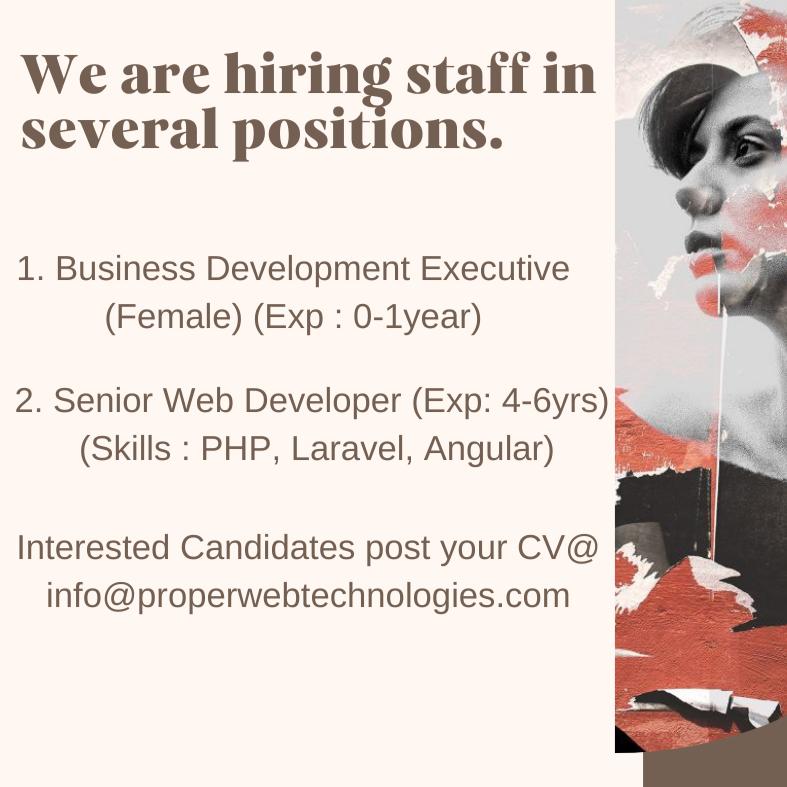 We are hiring staff in
several positions.
1. Business Development Executive
(Female) (Exp : 0-1year)
2. Senior Web Developer (Exp: 4-6yrs)
(Skills : PHP, Laravel, Angular)
Interested Candidates post your CV@
info@properwebtechnologies.com